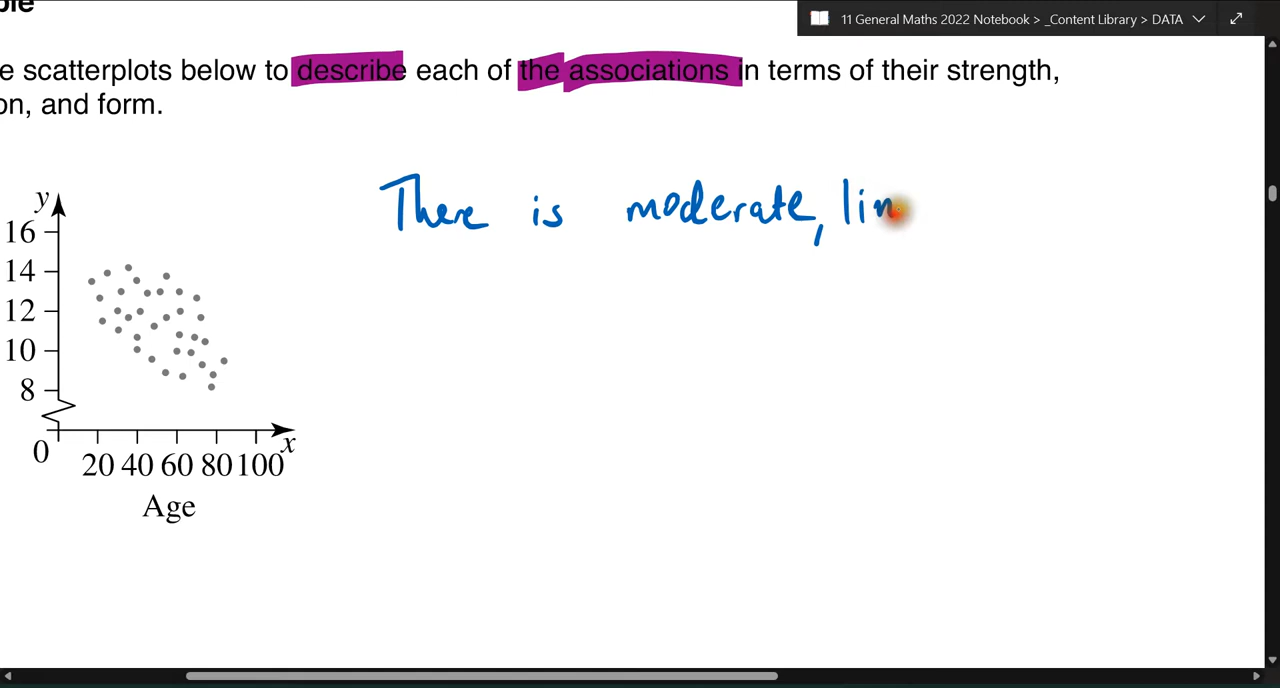 ple
11 General Maths 2022 Notebook > _Content Library > DATA
e scatterplots below to describe each of the associations in terms of their strength,
on, and form.
There is moderate, lin
y
16
14
12
10
8
0
20 40 60 80 100
x
Age